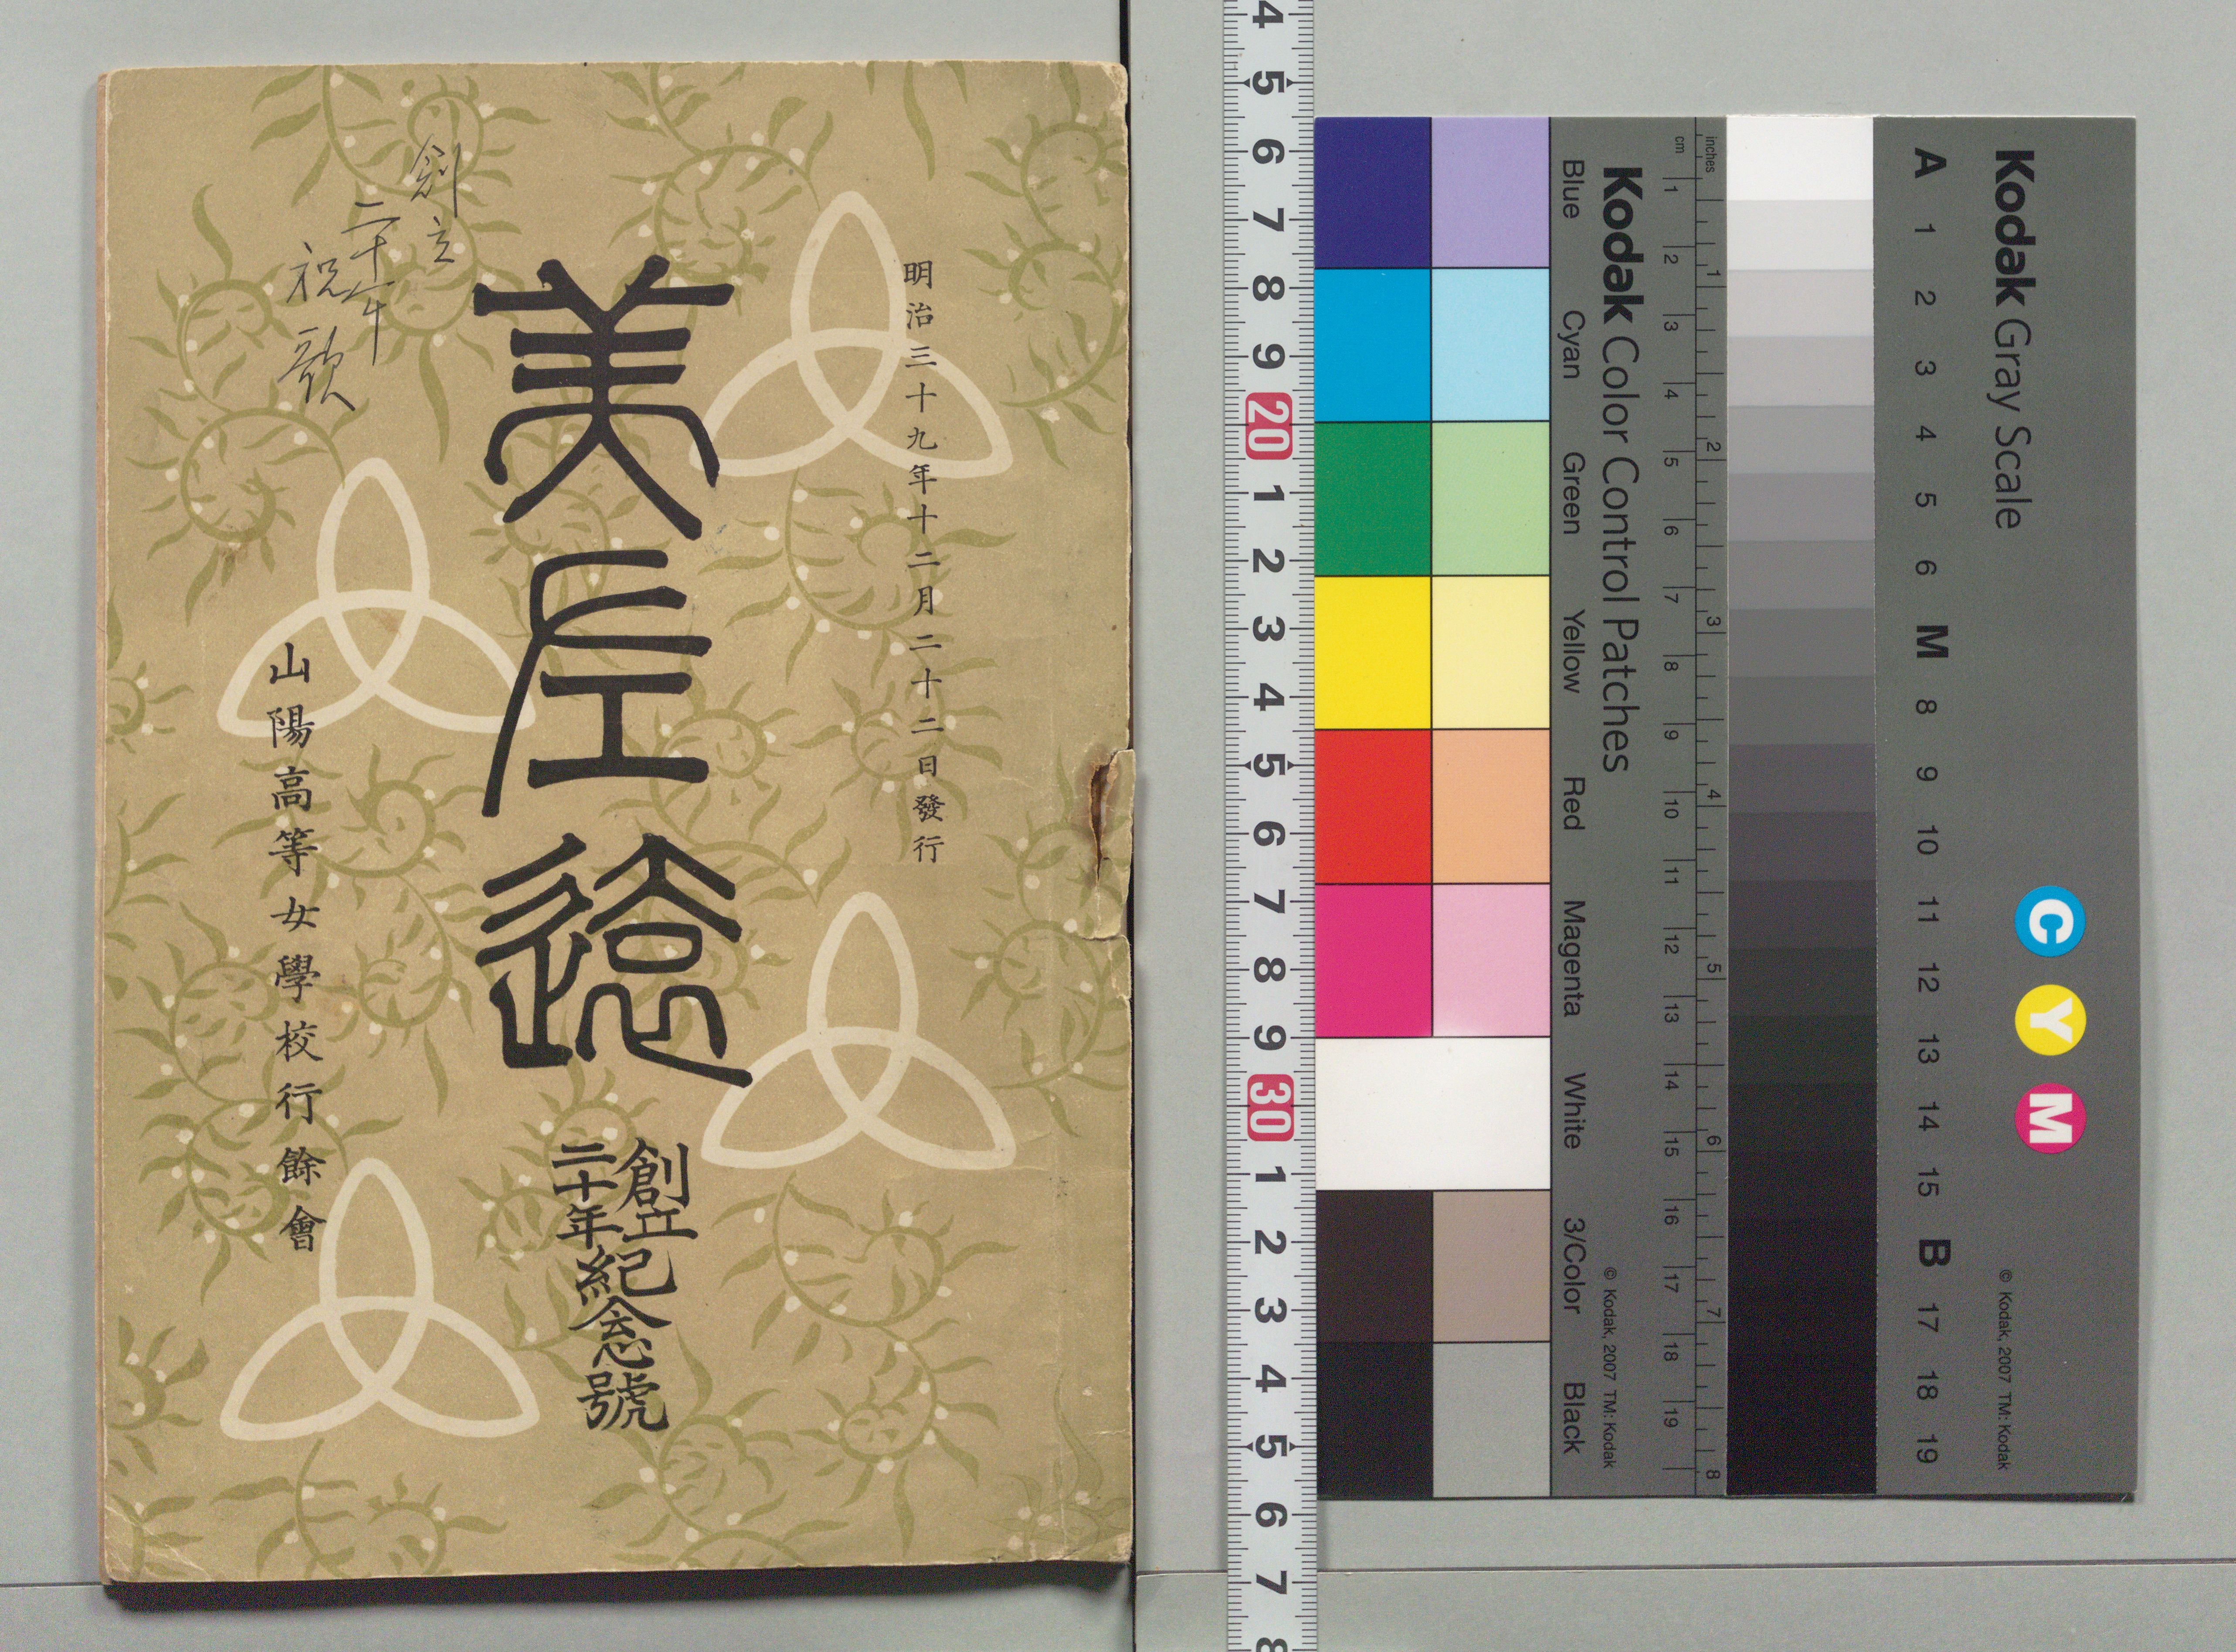 明治三十九年十二月二十二日發行
美左遠
創立
二十年
紀念號
山陽高等女學校行餘會
創立
二十年
祝歌
4 5 6 7 8 9 20 1 2 3 4 5 6 7 8 9 30 1 2 3 4 5 6 7 8
Kodak Gray Scale
C Y M
© Kodak, 2007 TM: Kodak
A 1 2 3 4 5 6 M 8 9 10 11 12 13 14 15 B 17 18 19
inches 1 2 3 4 5 6 7 8
cm 1 2 3 4 5 6 7 8 9 10 11 12 13 14 15 16 17 18 19
Kodak Color Control Patches
© Kodak, 2007 TM: Kodak
Blue Cyan Green Yellow Red Magenta White 3/Color Black